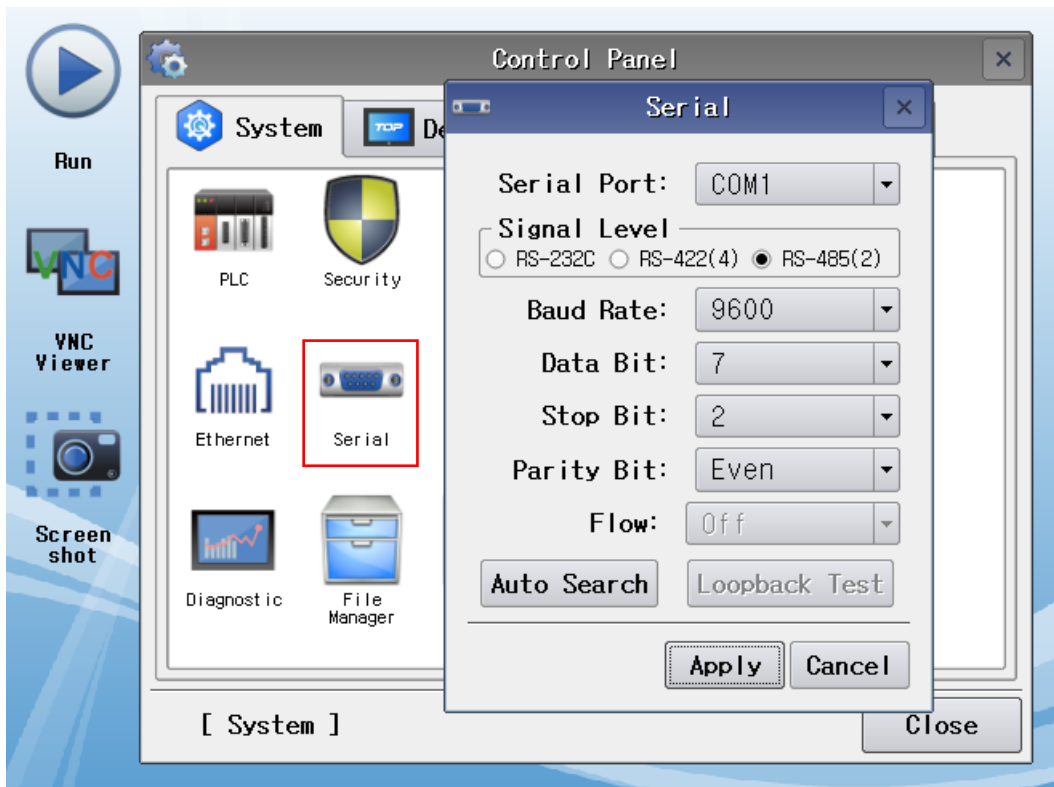 Control Panel
Run
VNC
VNC
Viewer
Screen
shot
System
TOP
De
PLC
Security
Ethernet
Serial
Diagnostic
File
Manager
[ System ]
Close
Serial
Serial Port: COM1
Signal Level
RS-232C RS-422(4) RS-485(2)
Baud Rate: 9600
Data Bit: 7
Stop Bit: 2
Parity Bit: Even
Flow: Off
Auto Search Loopback Test
Apply Cancel